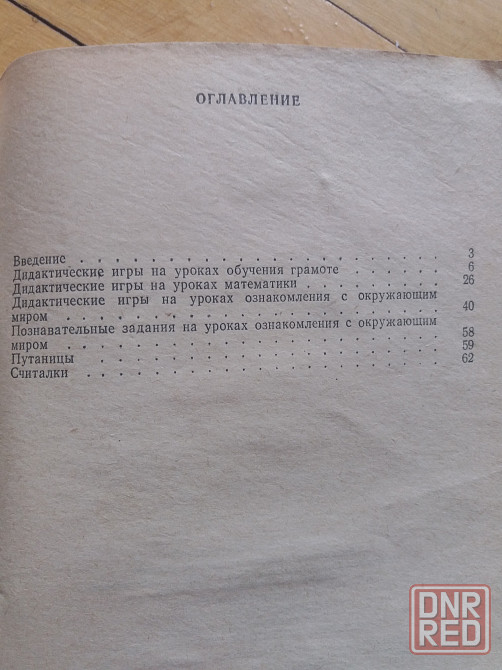 ОГЛАВЛЕНИЕ
Введение . . . . . . . . . . . . . . . . 3
Дидактические игры на уроках обучения грамоте . . . . 6
Дидактические игры на уроках математики . . . . . . 26
Дидактические игры на уроках ознакомления с окружающим
миром . . . . . . . . . . . . . . . . . 40
Познавательные задания на уроках ознакомления с окружающим
миром . . . . . . . . . . . . . . . . . 58
Путаницы . . . . . . . . . . . . . . . . 59
Считалки . . . . . . . . . . . . . . . . 62
DNR
RED